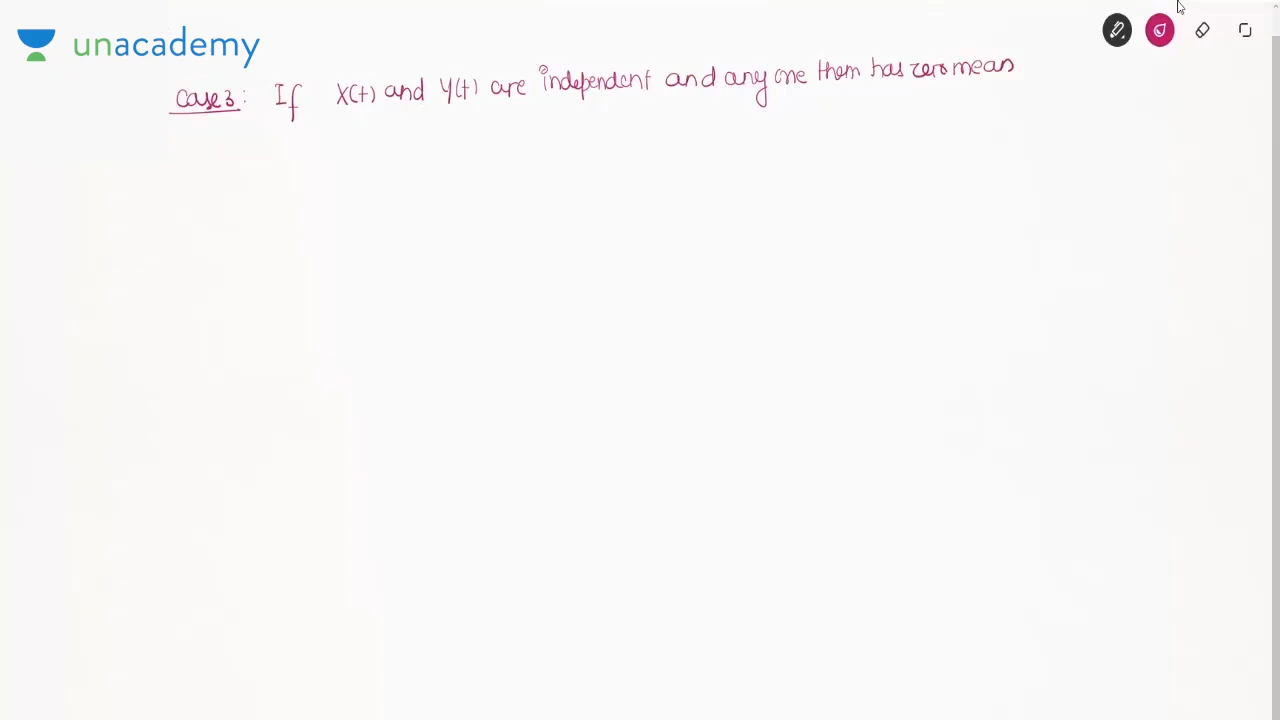 unacademy
Case 3: If X(t) and Y(t) are independent and any one them has zero mean